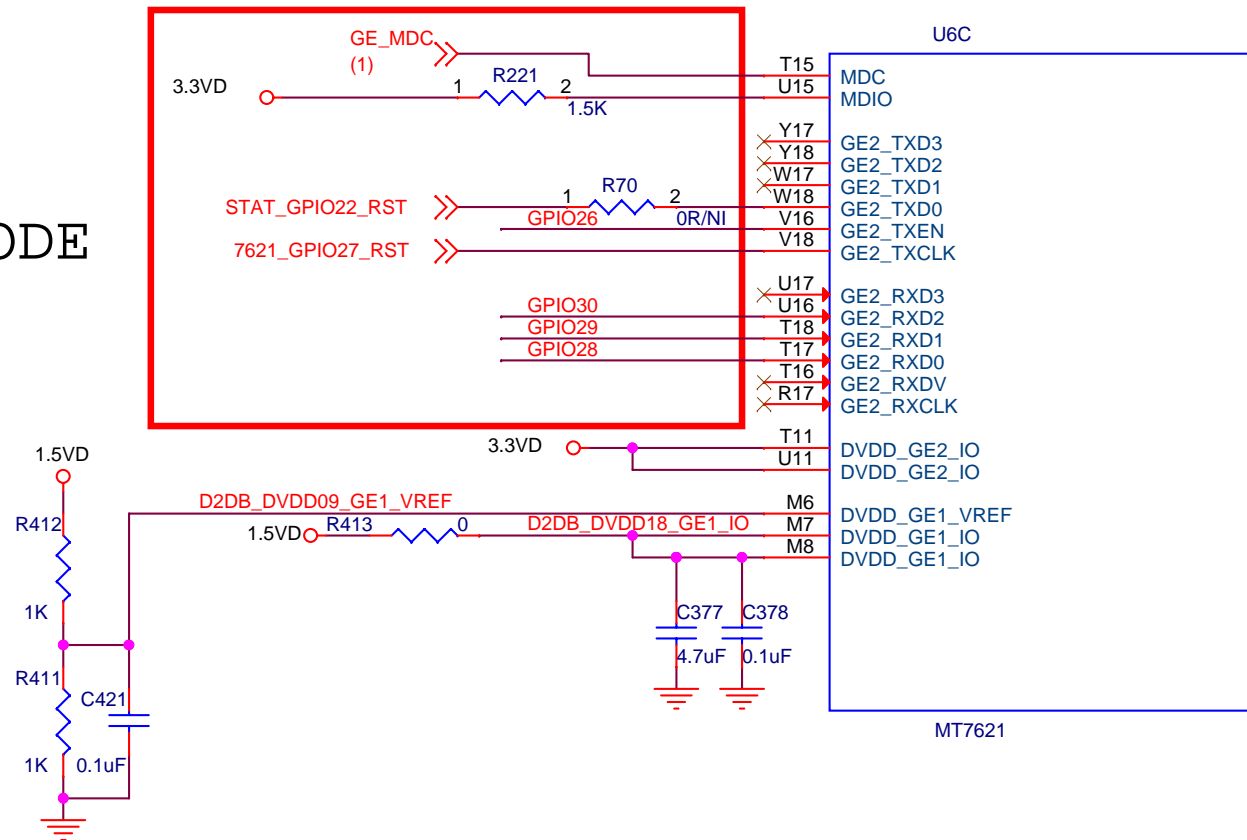 U6C
GE_MDC
(1)
T15
MDC
3.3VD
1
R221
2
1.5K
U15
MDIO
Y17
GE2_TXD3
Y18
GE2_TXD2
W17
GE2_TXD1
STAT_GPIO22_RST
1
R70
2
0R/NI
W18
GE2_TXD0
ODE
GPIO26
V16
GE2_TXEN
7621_GPIO27_RST
V18
GE2_TXCLK
U17
GE2_RXD3
GPIO30
U16
GE2_RXD2
GPIO29
T18
GE2_RXD1
GPIO28
T17
GE2_RXD0
T16
GE2_RXDV
R17
GE2_RXCLK
3.3VD
T11
DVDD_GE2_IO
U11
DVDD_GE2_IO
1.5VD
D2DB_DVDD09_GE1_VREF
M6
DVDD_GE1_VREF
R412
1.5VD
R413
0
D2DB_DVDD18_GE1_IO
M7
DVDD_GE1_IO
M8
DVDD_GE1_IO
1K
C377
C378
4.7uF
0.1uF
R411
C421
1K
0.1uF
MT7621